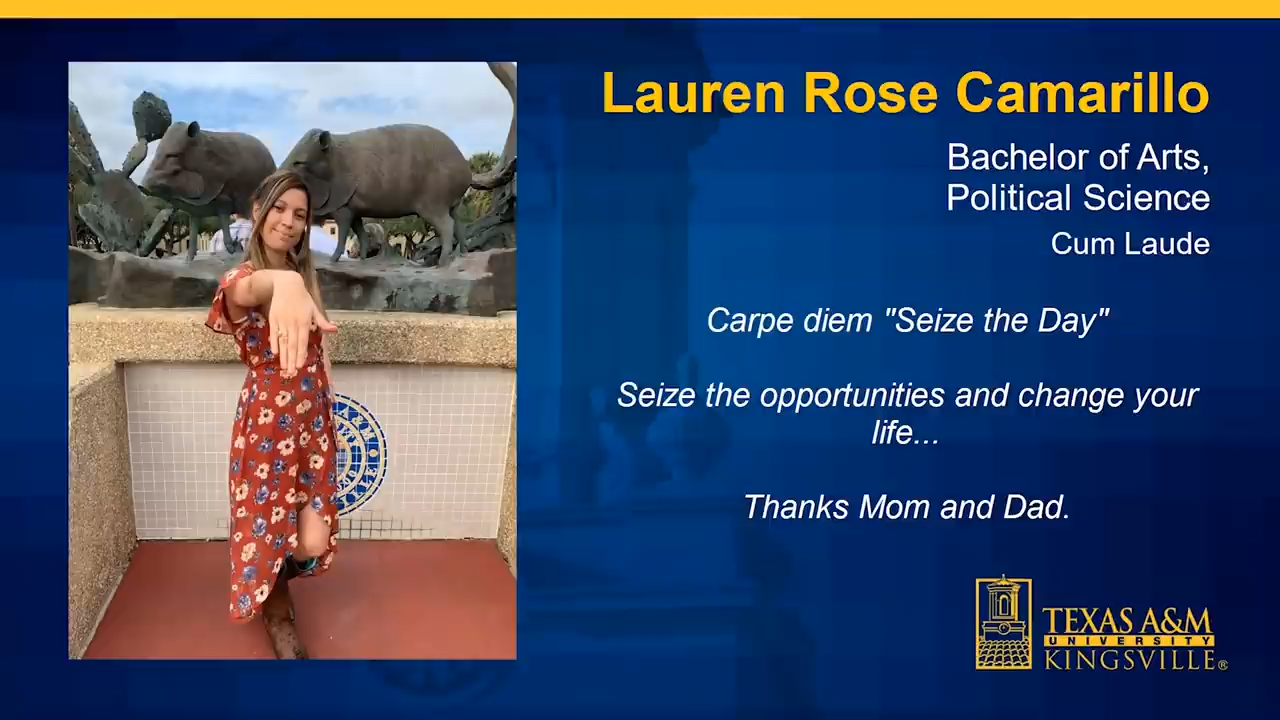 Lauren Rose Camarillo
Bachelor of Arts,
Political Science
Cum Laude
Carpe diem "Seize the Day"
Seize the opportunities and change your
life...
Thanks Mom and Dad.
TEXAS A&M
UNIVERSITY
KINGSVILLE®